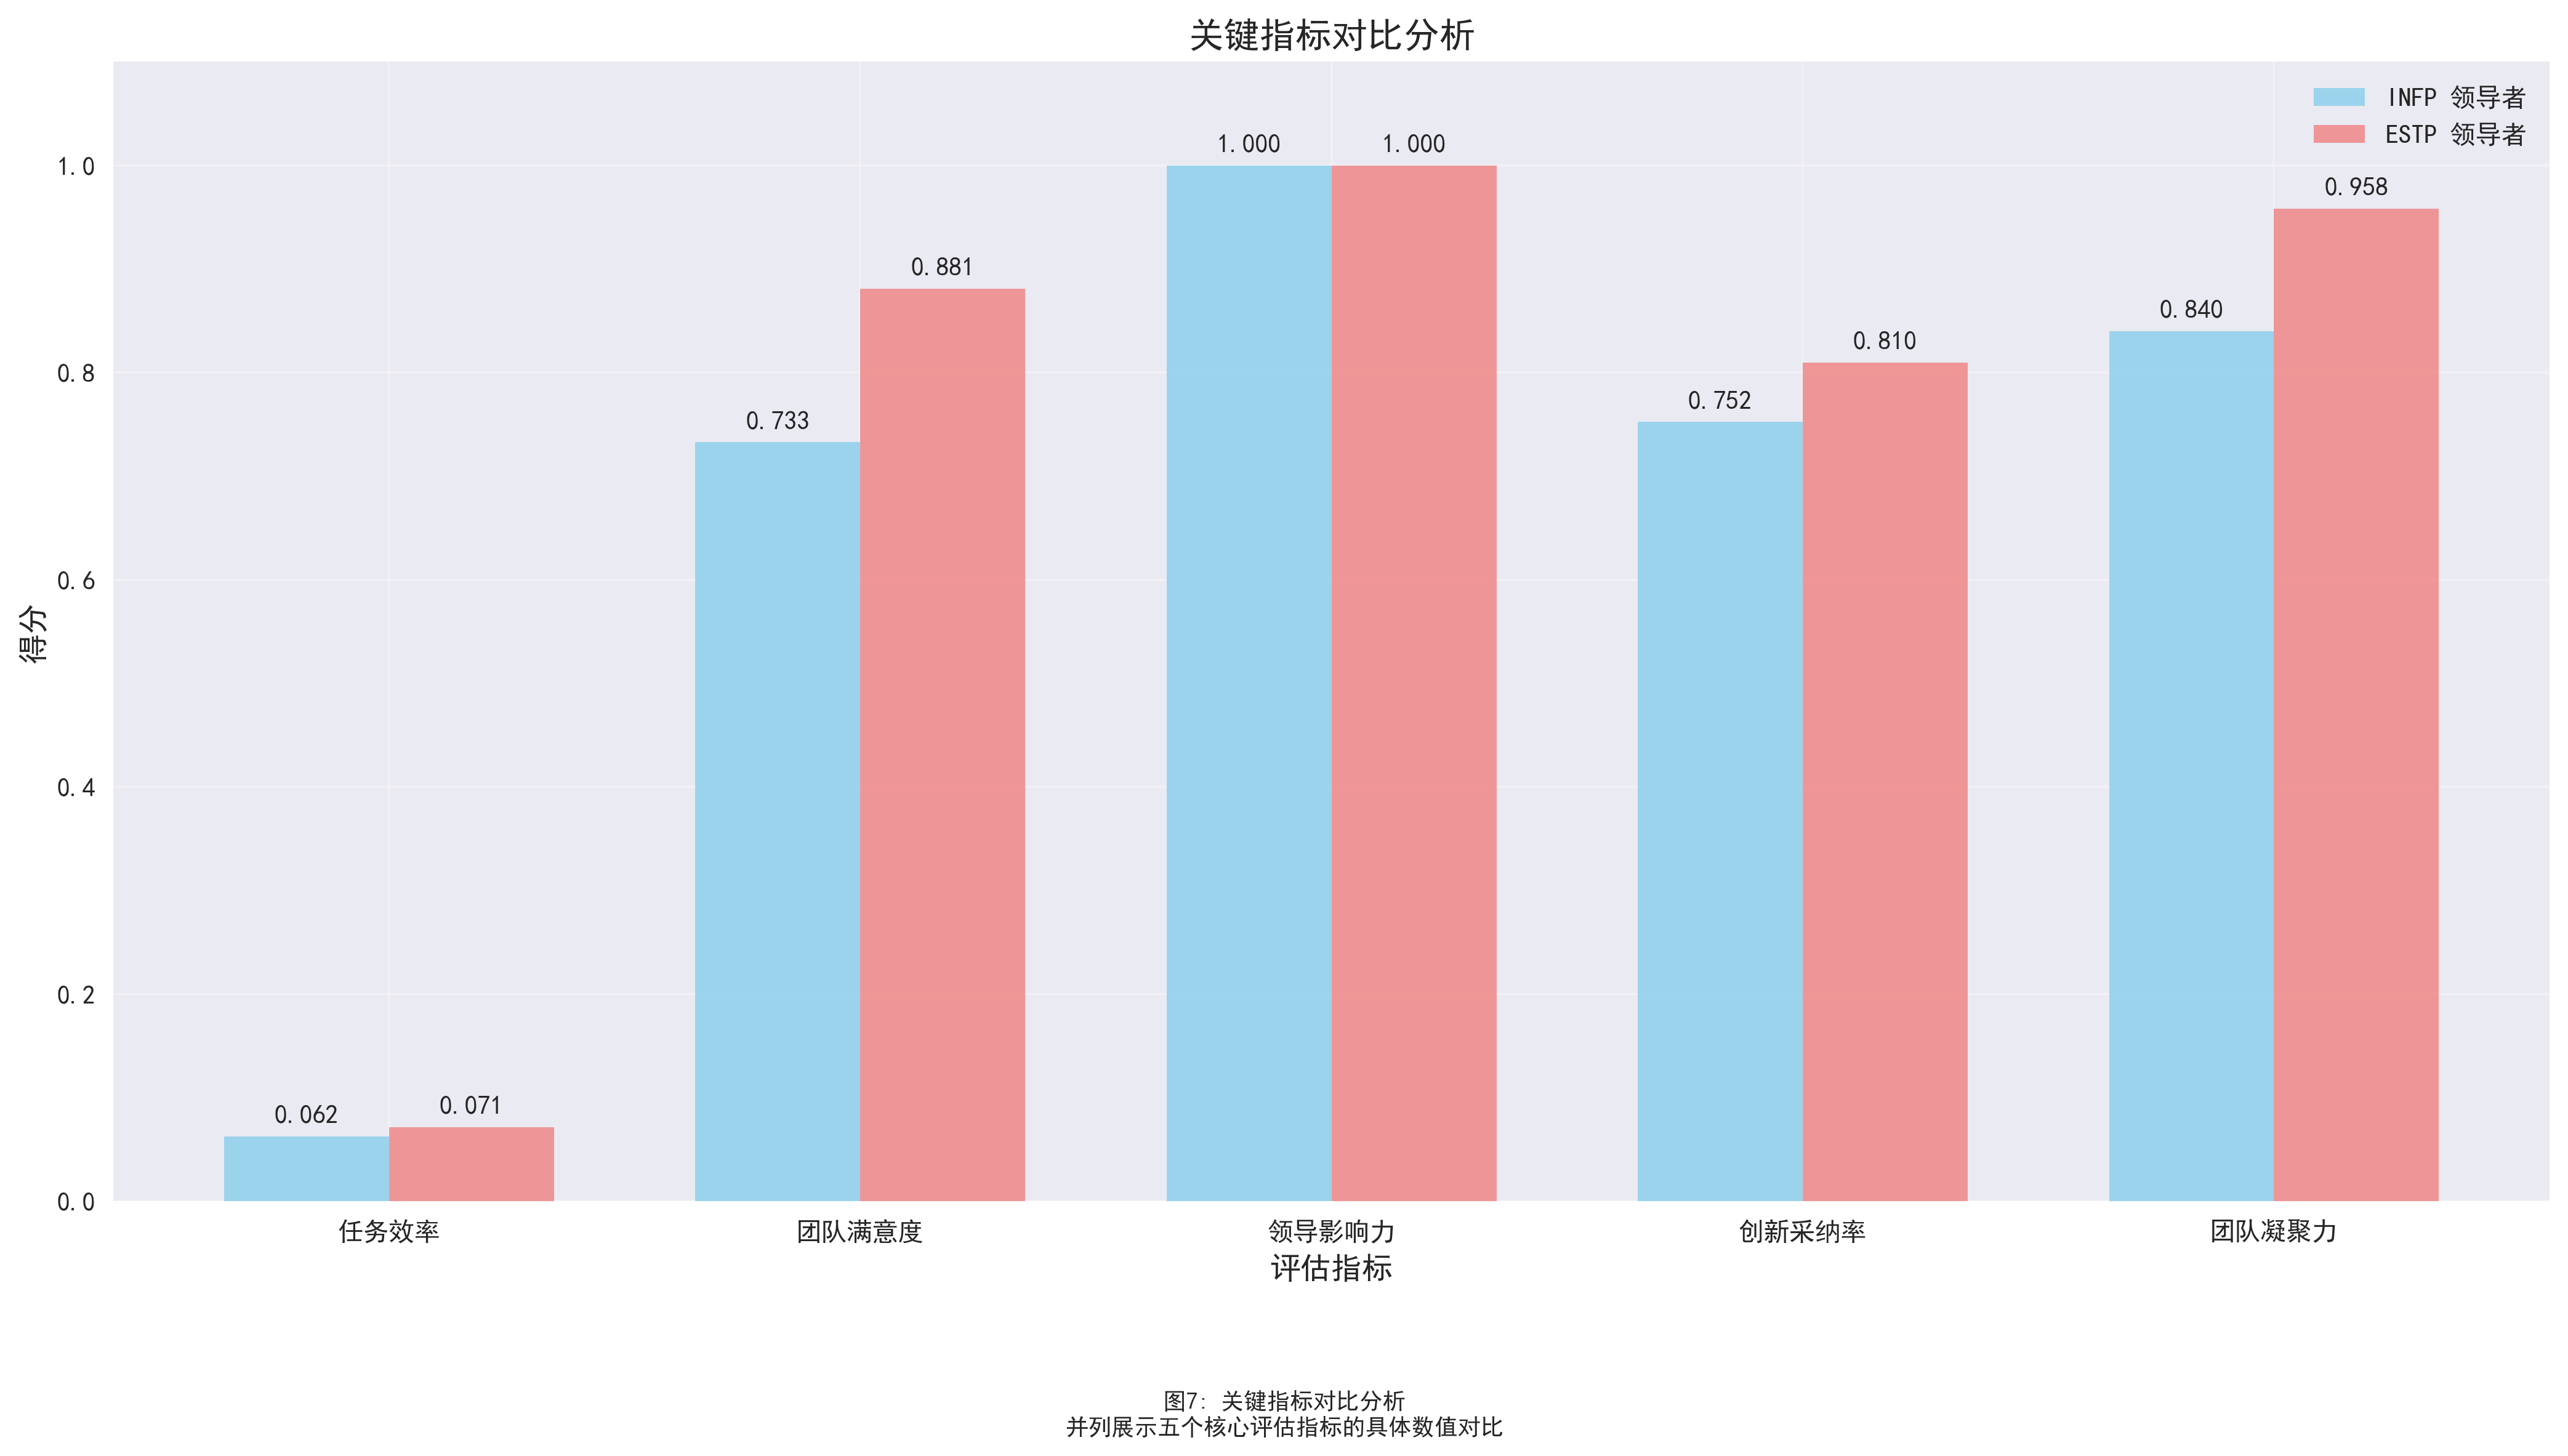 关键指标对比分析
INFP 领导者
ESTP 领导者
得分
1.0
0.8
0.6
0.4
0.2
0.0
0.062
0.071
0.733
0.881
1.000
1.000
0.752
0.810
0.840
0.958
任务效率
团队满意度
领导影响力
创新采纳率
团队凝聚力
评估指标
图7: 关键指标对比分析
并列展示五个核心评估指标的具体数值对比